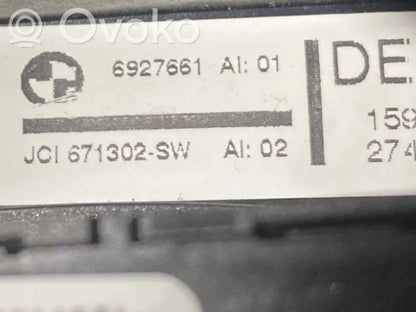 OVOKO
6927661 AI: 01
JCI 671302-SW AI: 02
DE
159
274